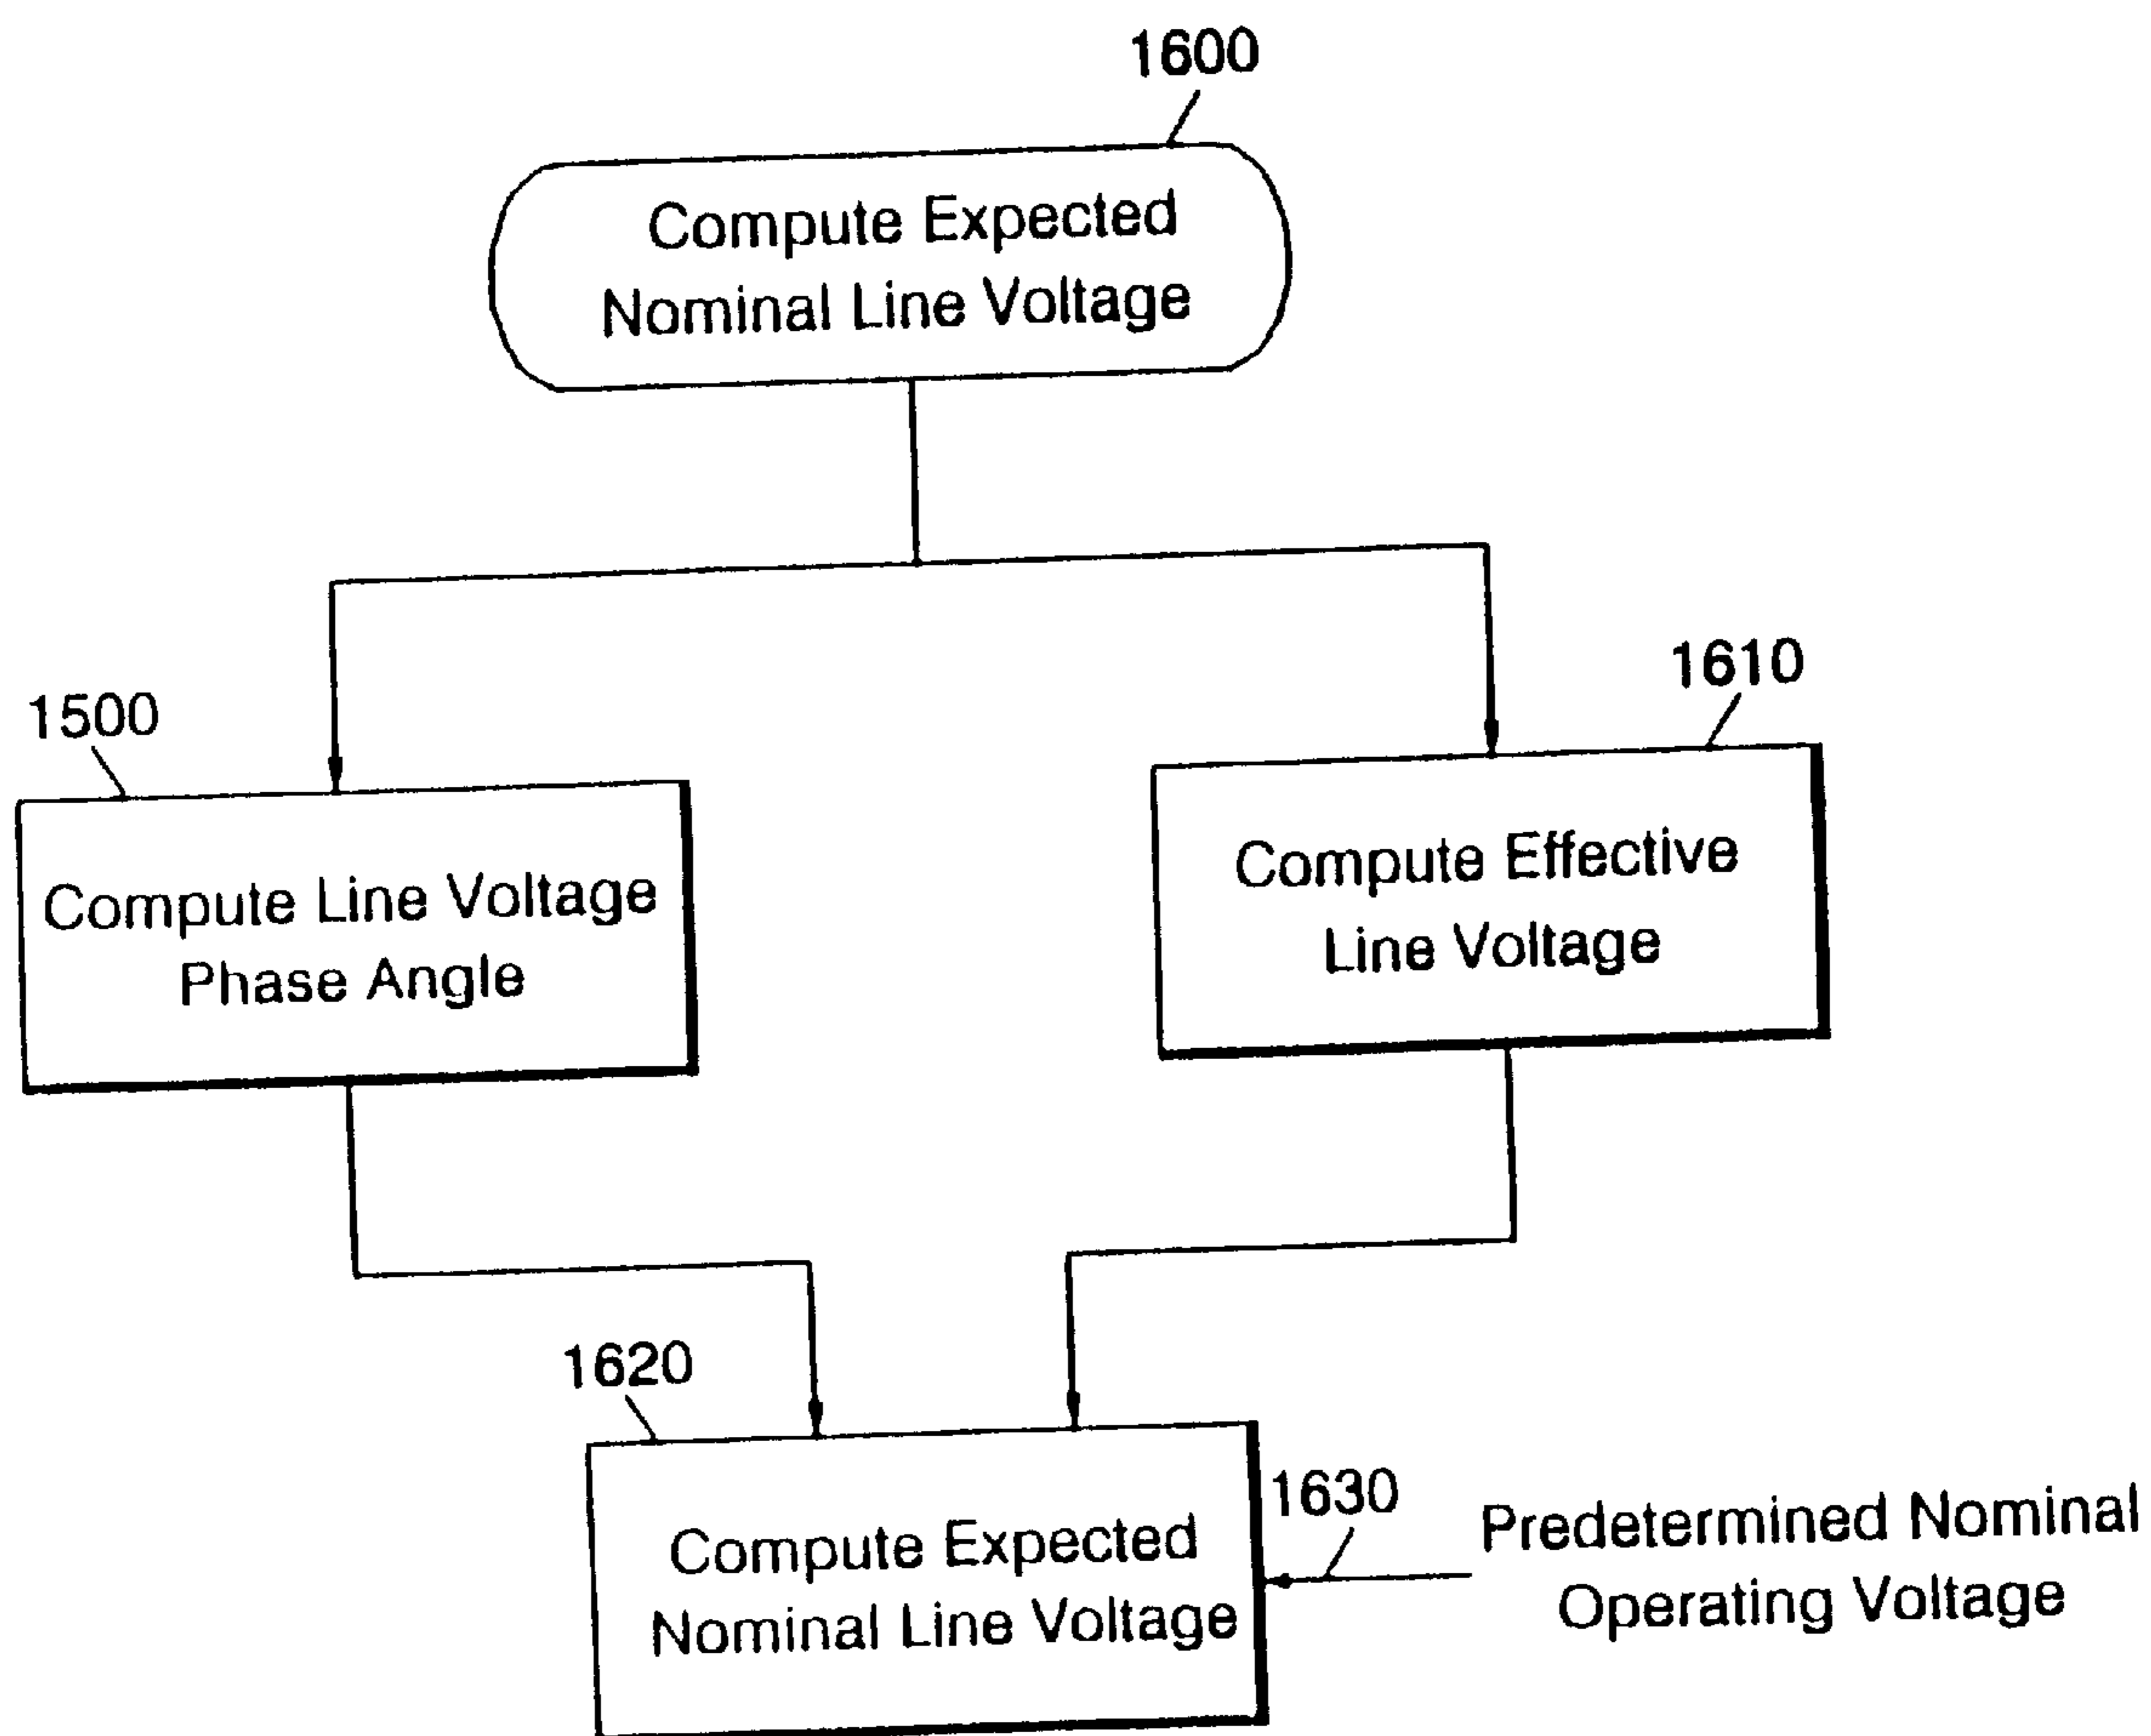 1600
Compute Expected
Nominal Line Voltage
1500
Compute Line Voltage
Phase Angle
1610
Compute Effective
Line Voltage
1620
Compute Expected
Nominal Line Voltage
1630
Predetermined Nominal
Operating Voltage